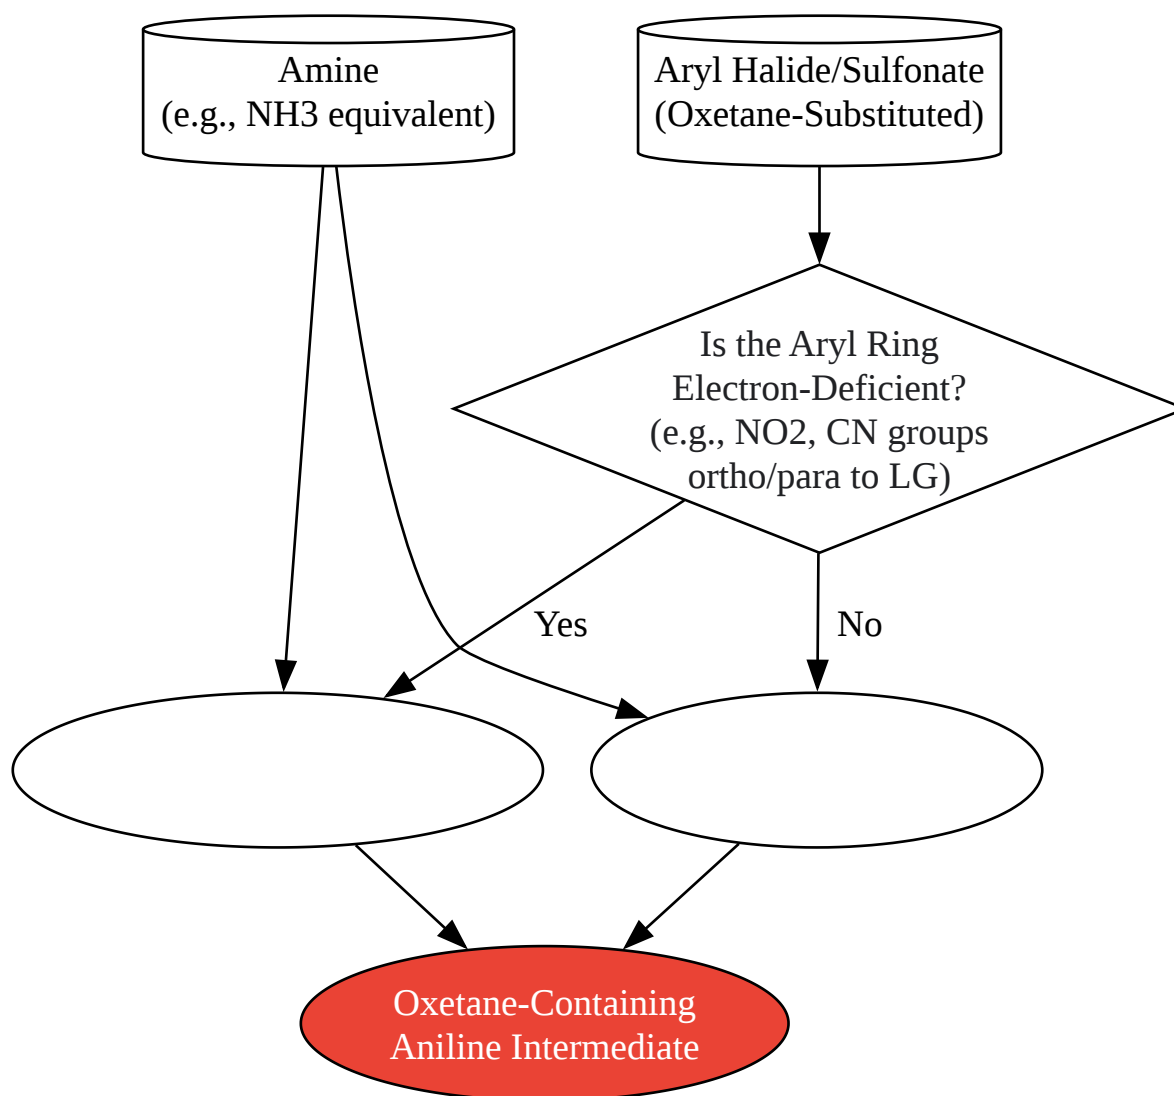 Amine
(e.g., NH3 equivalent)
Aryl Halide/Sulfonate
(Oxetane-Substituted)
Is the Aryl Ring
Electron-Deficient?
(e.g., NO2, CN groups
ortho/para to LG)
Yes
No
Oxetane-Containing
Aniline Intermediate